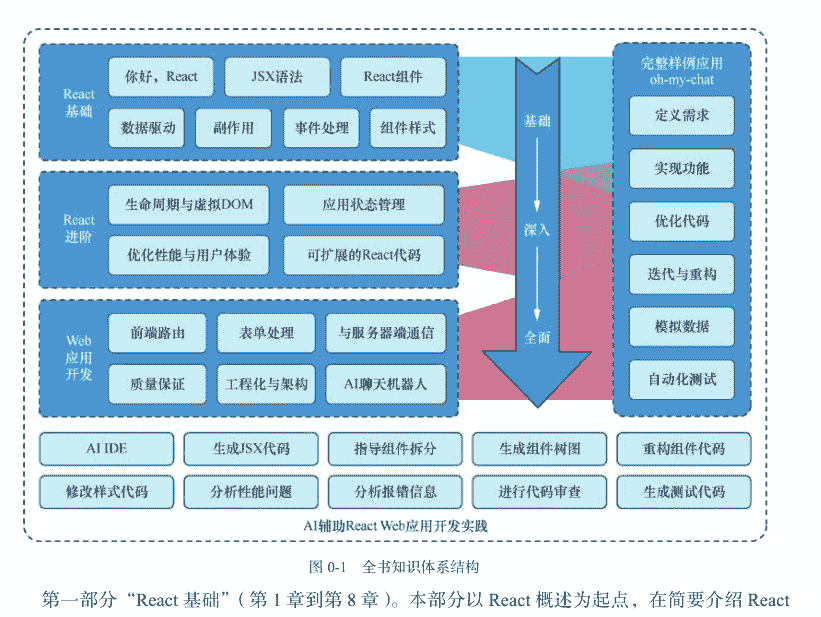 React
基础
你好，React
JSX语法
React组件
数据驱动
副作用
事件处理
组件样式
React
进阶
生命周期与虚拟DOM
应用状态管理
优化性能与用户体验
可扩展的React代码
Web
应用
开发
前端路由
表单处理
与服务器端通信
质量保证
工程化与架构
AI聊天机器人
基础
深入
全面
完整样例应用
oh-my-chat
定义需求
实现功能
优化代码
迭代与重构
模拟数据
自动化测试
AI IDE
生成JSX代码
指导组件拆分
生成组件树图
重构组件代码
修改样式代码
分析性能问题
分析报错信息
进行代码审查
生成测试代码
AI辅助React Web应用开发实践
图 0-1 全书知识体系结构
第一部分“React 基础”（第 1 章到第 8 章）。本部分以 React 概述为起点，在简要介绍 React